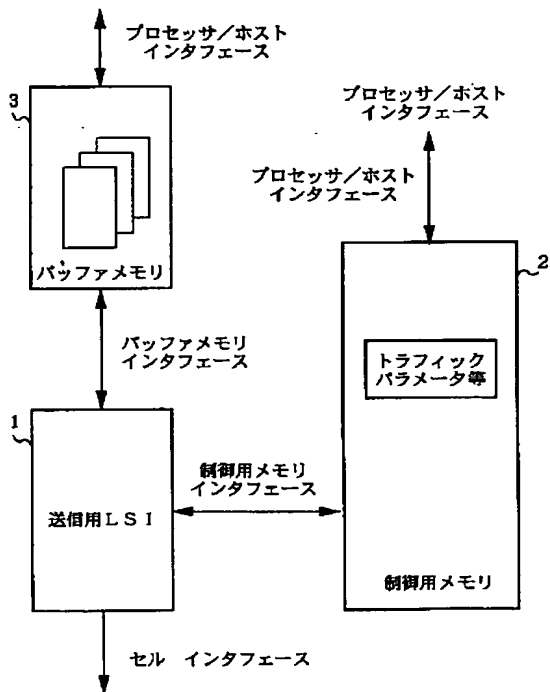 プロセッサ／ホスト
インタフェース
3
バッファメモリ
プロセッサ／ホスト
インタフェース
プロセッサ／ホスト
インタフェース
2
バッファメモリ
インタフェース
トラフィック
パラメータ等
1
制御用メモリ
インタフェース
送信用ＬＳＩ
制御用メモリ
セル　インタフェース